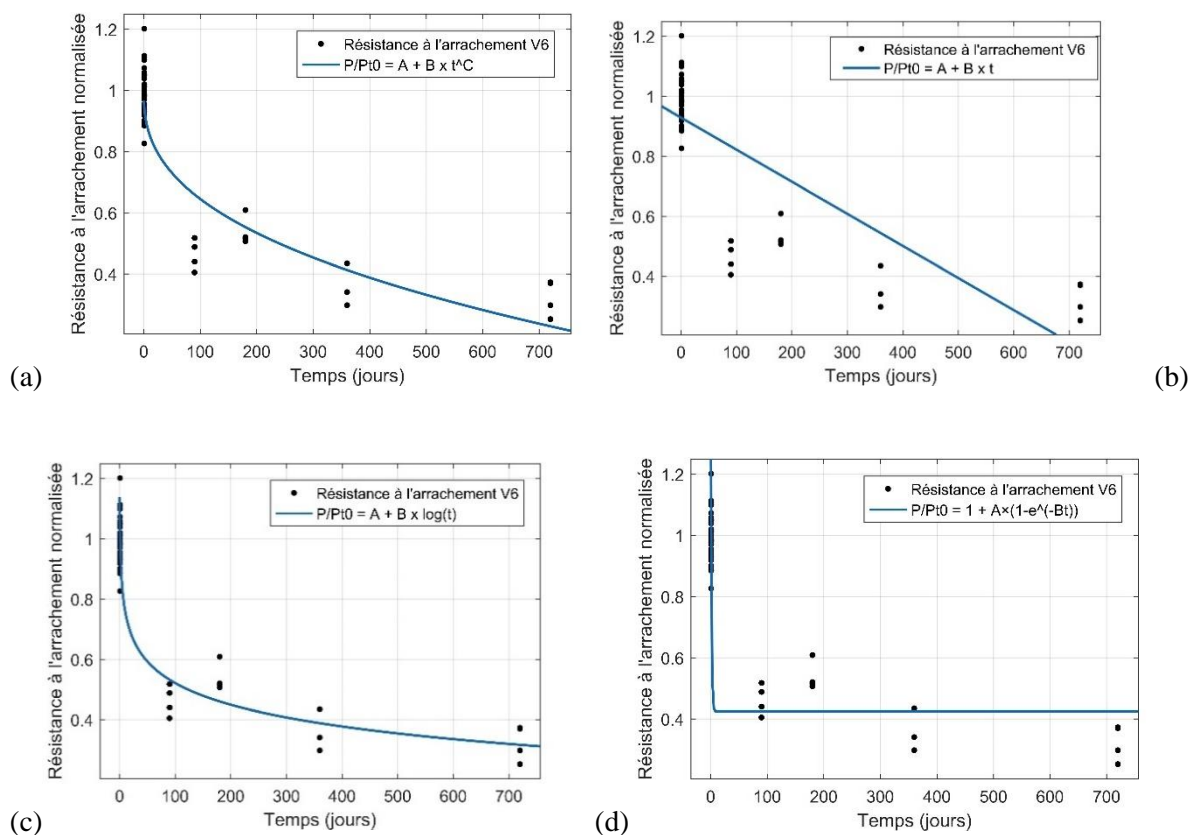 Résistance à l'arrachement normalisée
1.2
1
0.8
0.6
0.4
Résistance à l'arrachement V6
P/Pt0 = A + B x t^C
0 100 200 300 400 500 600 700
Temps (jours)
(a)
Résistance à l'arrachement normalisée
1.2
1
0.8
0.6
0.4
Résistance à l'arrachement V6
P/Pt0 = A + B x t
0 100 200 300 400 500 600 700
Temps (jours)
(b)
Résistance à l'arrachement normalisée
1.2
1
0.8
0.6
0.4
Résistance à l'arrachement V6
P/Pt0 = A + B x log(t)
0 100 200 300 400 500 600 700
Temps (jours)
(c)
Résistance à l'arrachement normalisée
1.2
1
0.8
0.6
0.4
Résistance à l'arrachement V6
P/Pt0 = 1 + A×(1-e^(-Bt))
0 100 200 300 400 500 600 700
Temps (jours)
(d)